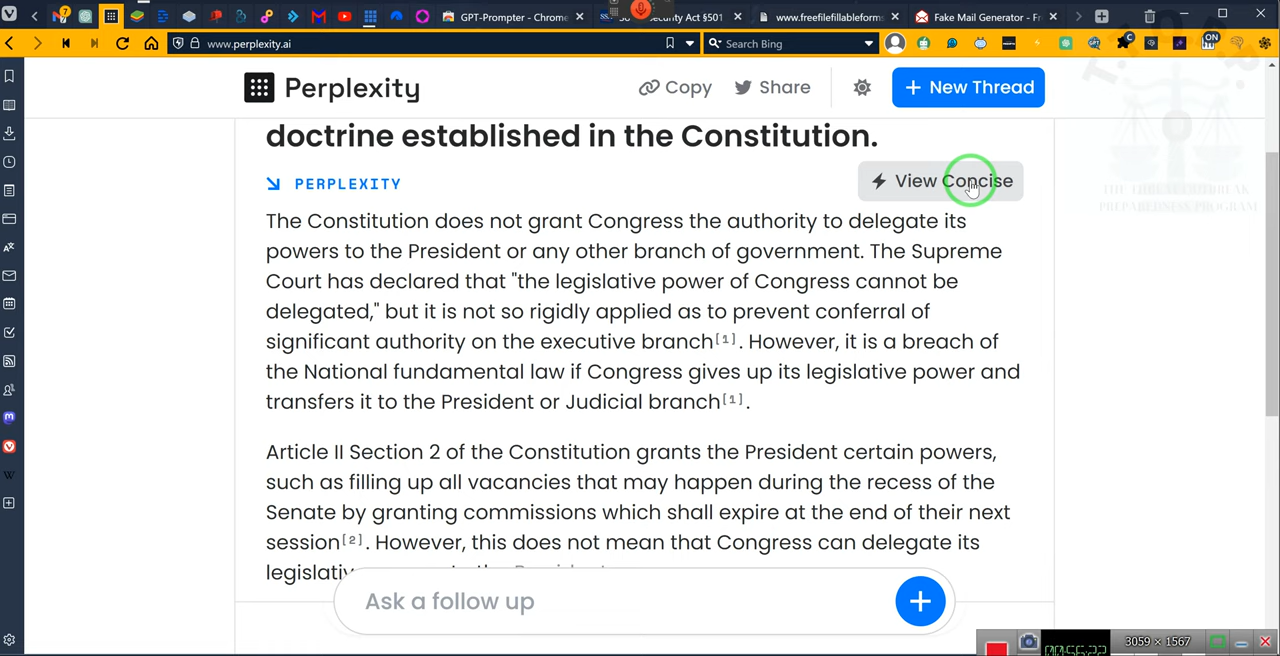 GPT-Prompter - Chrome
Security Act §501
www.freefilefillableforms
Fake Mail Generator - Fr
www.perplexity.ai
Search Bing
ON
Perplexity
Copy
Share
New Thread
doctrine established in the Constitution.
PERPLEXITY
View Concise
The Constitution does not grant Congress the authority to delegate its
powers to the President or any other branch of government. The Supreme
Court has declared that "the legislative power of Congress cannot be
delegated," but it is not so rigidly applied as to prevent conferral of
significant authority on the executive branch[1]. However, it is a breach of
the National fundamental law if Congress gives up its legislative power and
transfers it to the President or Judicial branch[1].
Article II Section 2 of the Constitution grants the President certain powers,
such as filling up all vacancies that may happen during the recess of the
Senate by granting commissions which shall expire at the end of their next
session[2]. However, this does not mean that Congress can delegate its
Ask a follow up
PREPAREDNESS PROGRAM
3059 × 1567